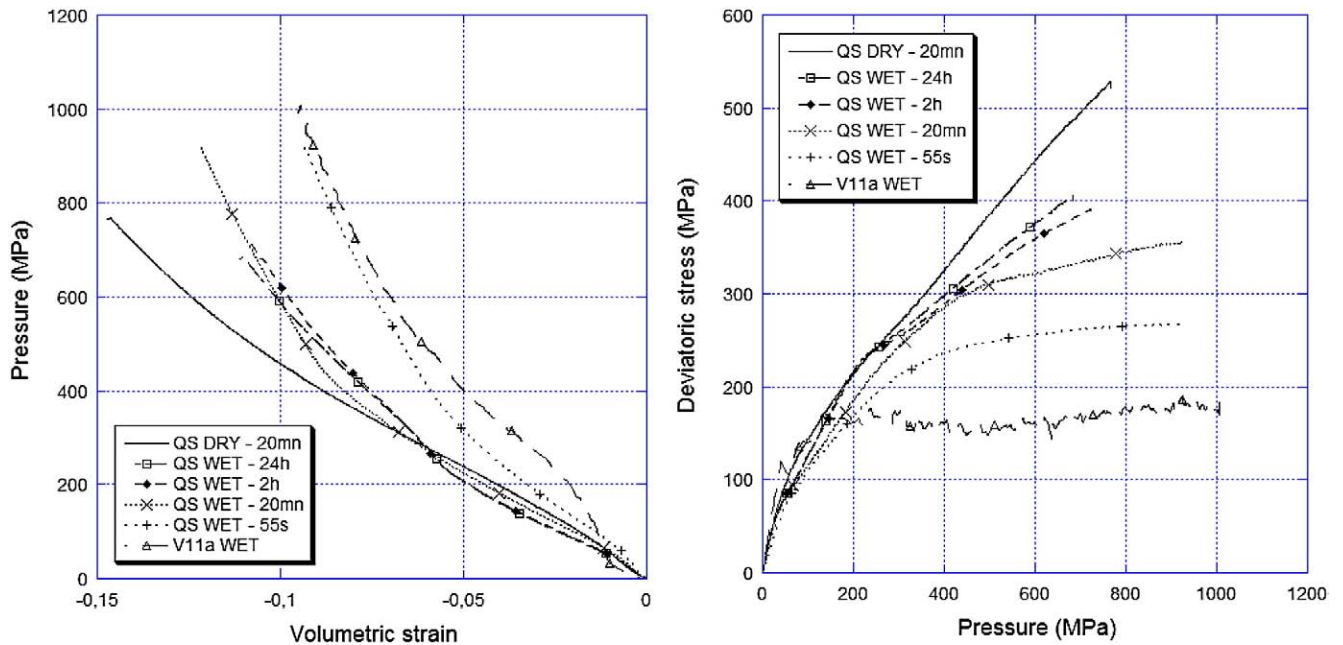 1200
1000
800
600
400
200
0
Pressure (MPa)
QS DRY - 20mn
QS WET - 24h
QS WET - 2h
QS WET - 20mn
QS WET - 55s
V11a WET
-0,15
-0,1
-0,05
0
Volumetric strain
600
500
400
300
200
100
0
Deviatoric stress (MPa)
QS DRY - 20mn
QS WET - 24h
QS WET - 2h
QS WET - 20mn
QS WET - 55s
V11a WET
0
200
400
600
800
1000
1200
Pressure (MPa)